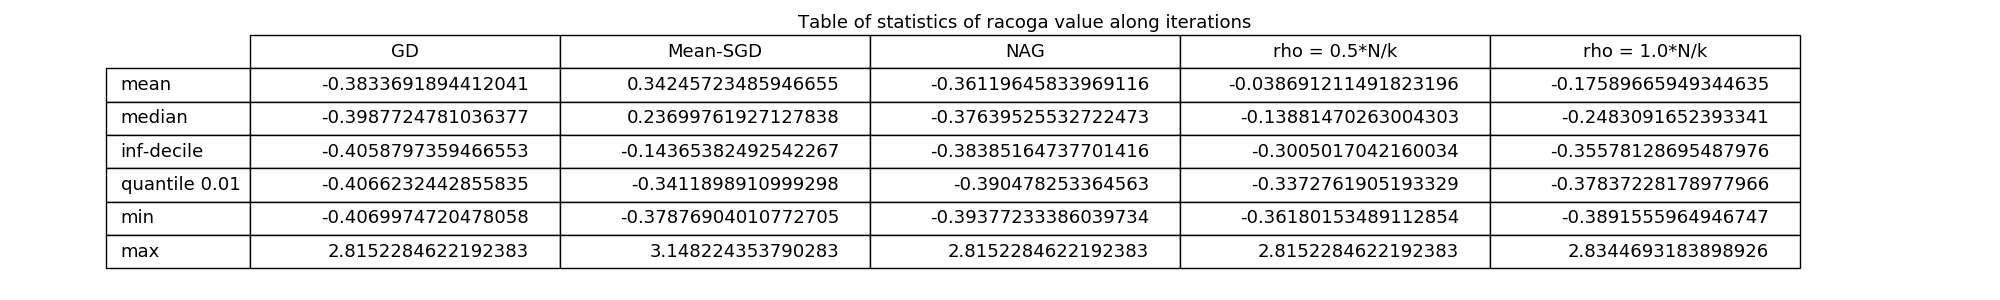 Table of statistics of racoga value along iterations
GD Mean-SGD NAG rho = 0.5*N/k rho = 1.0*N/k
mean -0.3833691894412041 0.34245723485946655 -0.36119645833969116 -0.038691211491823196 -0.17589665949344635
median -0.3987724781036377 0.23699761927127838 -0.37639525532722473 -0.13881470263004303 -0.2483091652393341
inf-decile -0.4058797359466553 -0.14365382492542267 -0.38385164737701416 -0.3005017042160034 -0.35578128695487976
quantile 0.01 -0.4066232442855835 -0.3411898910999298 -0.390478253364563 -0.3372761905193329 -0.37837228178977966
min -0.4069974720478058 -0.37876904010772705 -0.39377233386039734 -0.36180153489112854 -0.3891555964946747
max 2.8152284622192383 3.148224353790283 2.8152284622192383 2.8152284622192383 2.8344693183898926